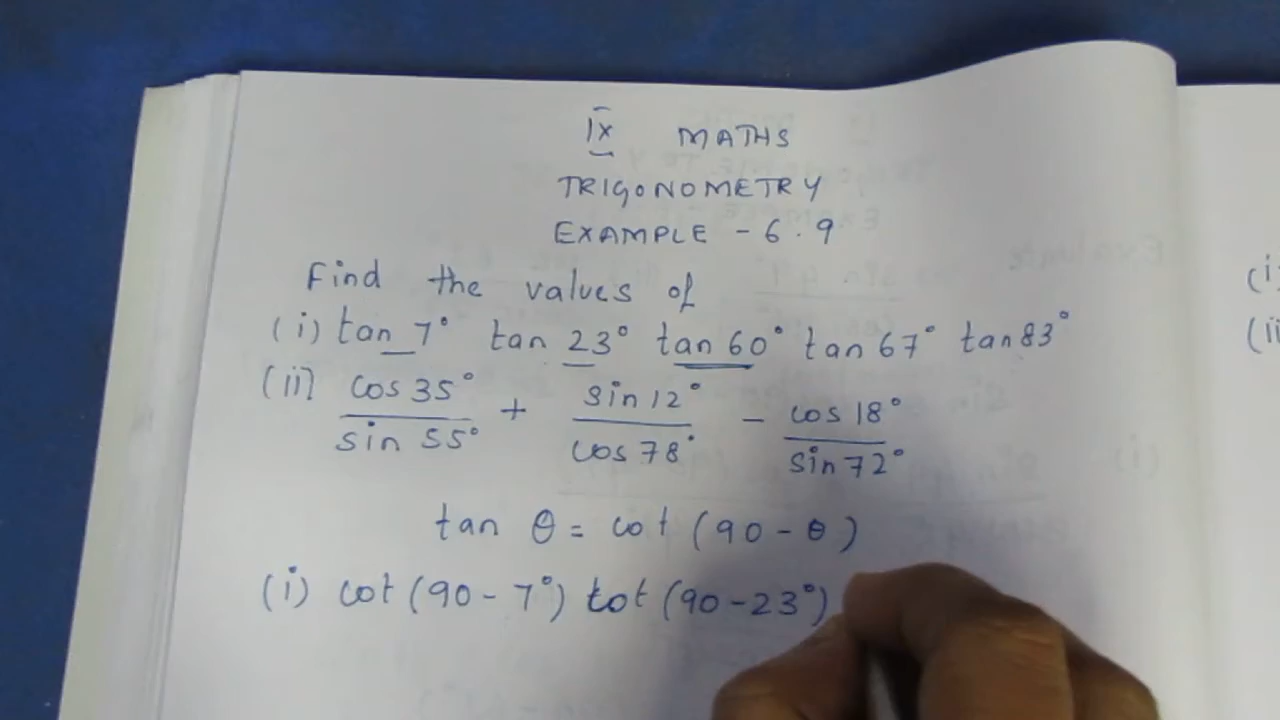 IX MATHS
TRIGONOMETRY
EXAMPLE - 6.9
Find the values of
(i) tan 7° tan 23° tan 60° tan 67° tan 83°
(ii) cos 35° / sin 55° + sin 12° / cos 78° - cos 18° / sin 72°
tan θ = cot (90 - θ)
(i) cot (90 - 7°) tot (90 - 23°)
(i
(ii